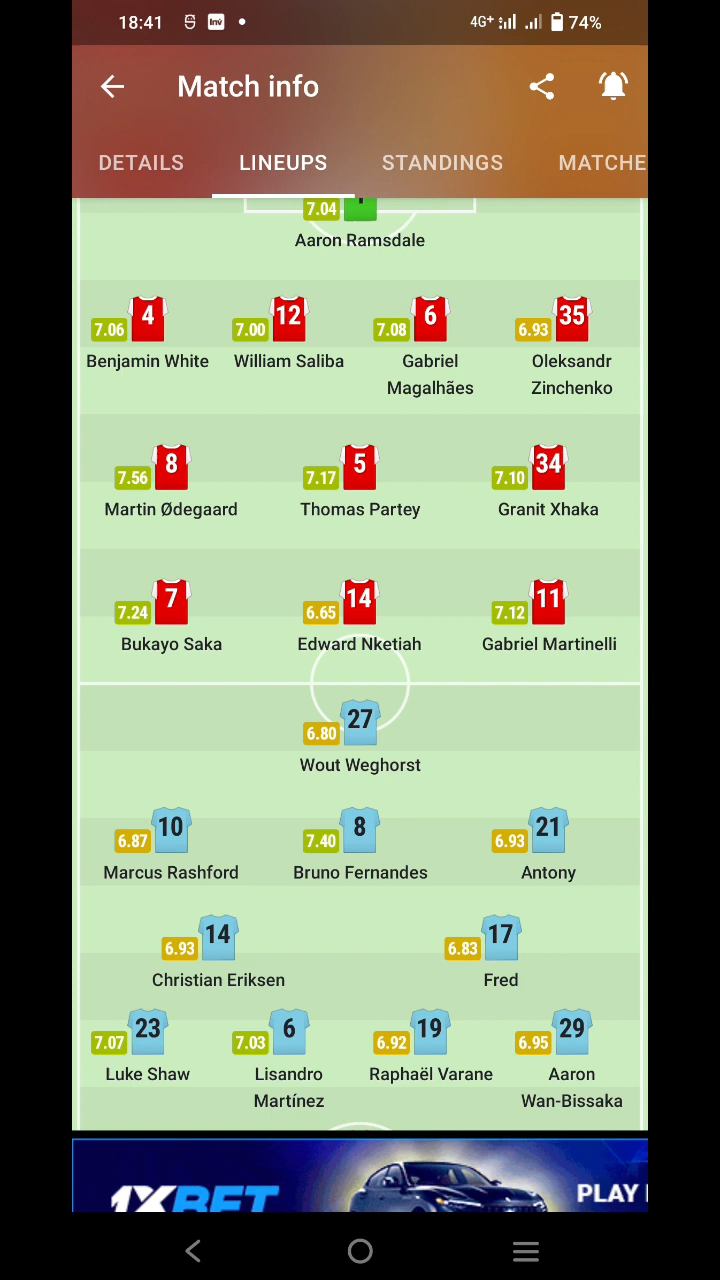 18:41 inv 4G+ 74%
Match info
DETAILS LINEUPS STANDINGS MATCHE
7.04
Aaron Ramsdale
7.06 4 7.00 12 7.08 6 6.93 35
Benjamin White William Saliba Gabriel Oleksandr
Magalhães Zinchenko
7.56 8 7.17 5 7.10 34
Martin Ødegaard Thomas Partey Granit Xhaka
7.24 7 6.65 14 7.12 11
Bukayo Saka Edward Nketiah Gabriel Martinelli
6.80 27
Wout Weghorst
6.87 10 7.40 8 6.93 21
Marcus Rashford Bruno Fernandes Antony
6.93 14 6.83 17
Christian Eriksen Fred
7.07 23 7.03 6 6.92 19 6.95 29
Luke Shaw Lisandro Raphaël Varane Aaron
Martínez Wan-Bissaka
1XBET PLAY